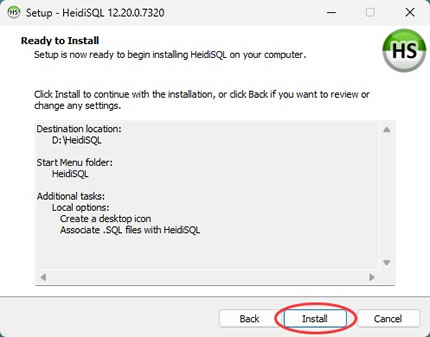 HS Setup - HeidiSQL 12.20.0.7320
Ready to Install
Setup is now ready to begin installing HeidiSQL on your computer.
HS
Click Install to continue with the installation, or click Back if you want to review or
change any settings.
Destination location:
D:\HeidiSQL
Start Menu folder:
HeidiSQL
Additional tasks:
Local options:
Create a desktop icon
Associate .SQL files with HeidiSQL
Back Install Cancel